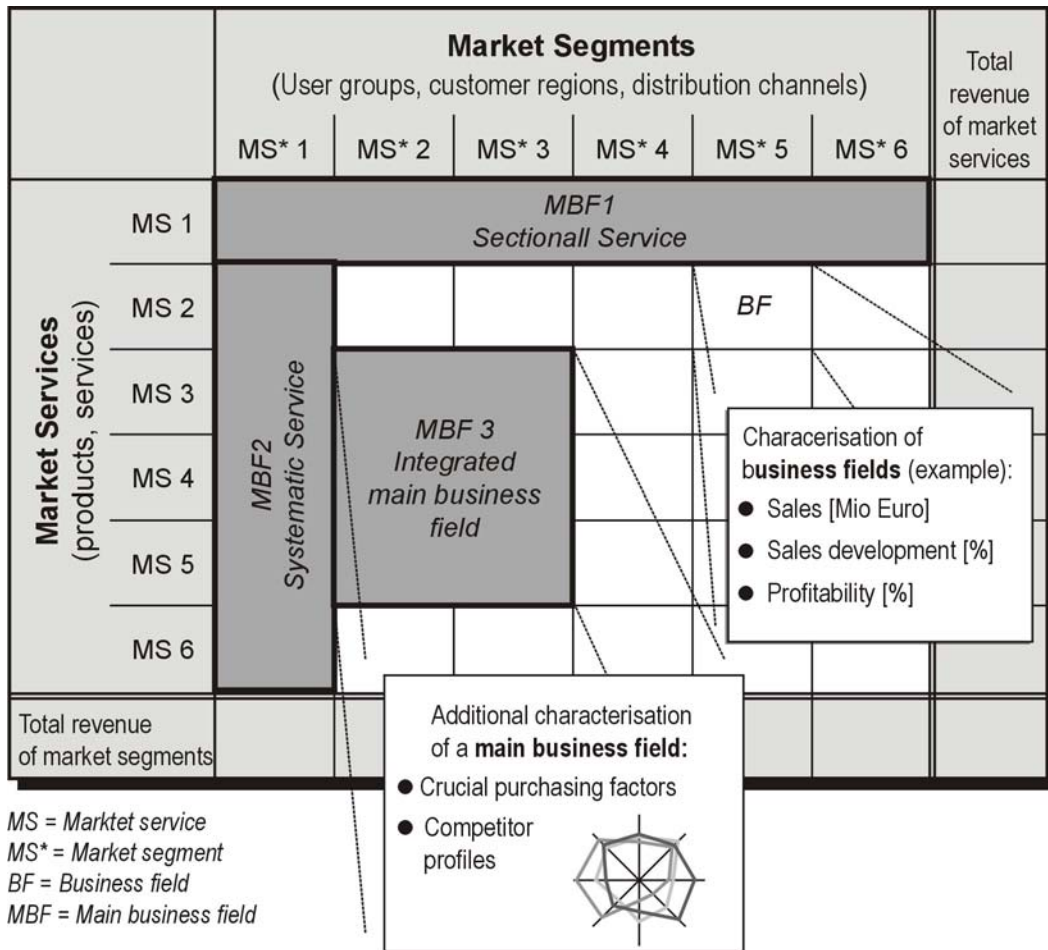 Market Segments
(User groups, customer regions, distribution channels)
Total
revenue
of market
services
MS* 1
MS* 2
MS* 3
MS* 4
MS* 5
MS* 6
Market Services
(products, services)
MS 1
MS 2
MS 3
MS 4
MS 5
MS 6
MBF1
Sectionall Service
MBF2
Systematic Service
BF
MBF 3
Integrated
main business
field
Characerisation of
business fields (example):
● Sales [Mio Euro]
● Sales development [%]
● Profitability [%]
Total revenue
of market segments
Additional characterisation
of a main business field:
● Crucial purchasing factors
● Competitor
profiles
MS = Marktet service
MS* = Market segment
BF = Business field
MBF = Main business field